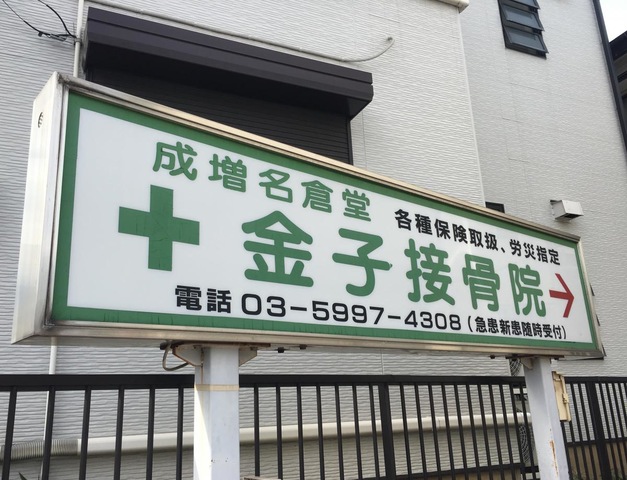 成増名倉堂
各種保険取扱、労災指定
金子接骨院
電話 03-5997-4308(急患新患随時受付)